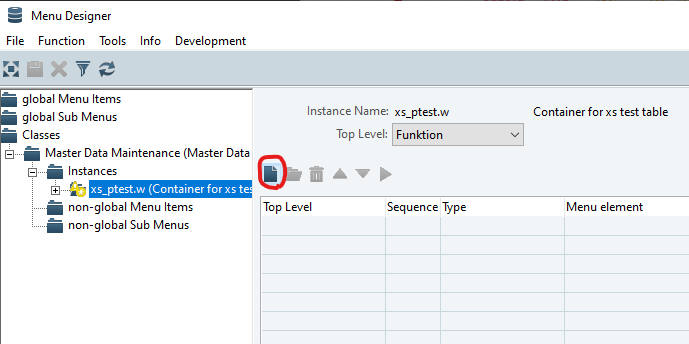 Menu Designer
File Function Tools Info Development
global Menu Items
global Sub Menus
Classes
Master Data Maintenance (Master Data
Instances
xs_ptest.w (Container for xs tes
non-global Menu Items
non-global Sub Menus
Instance Name: xs_ptest.w Container for xs test table
Top Level: Funktion
Top Level Sequence Type Menu element